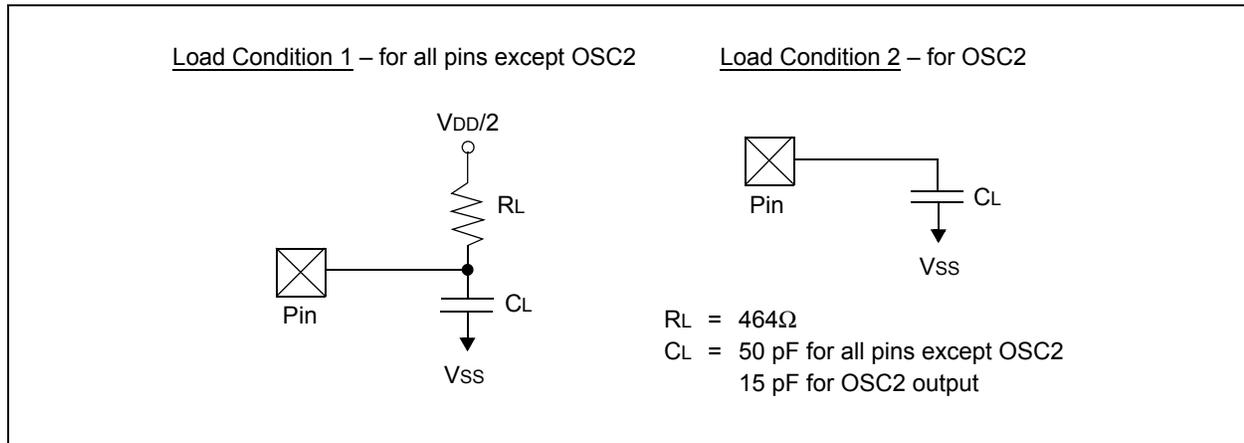 Load Condition 1 – for all pins except OSC2
VDD/2
RL
Pin
CL
VSS
Load Condition 2 – for OSC2
Pin
CL
VSS
RL = 464Ω
CL = 50 pF for all pins except OSC2
15 pF for OSC2 output